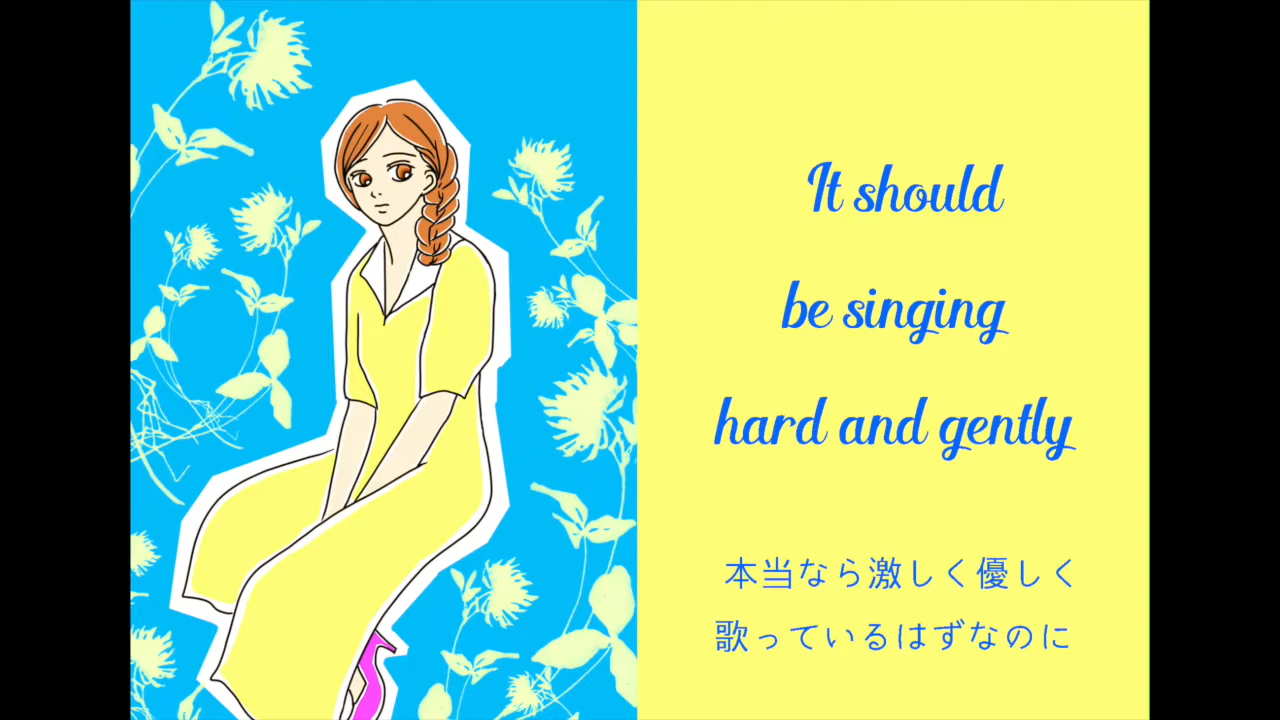 It should
be singing
hard and gently
本当なら激しく優しく
歌っているはずなのに